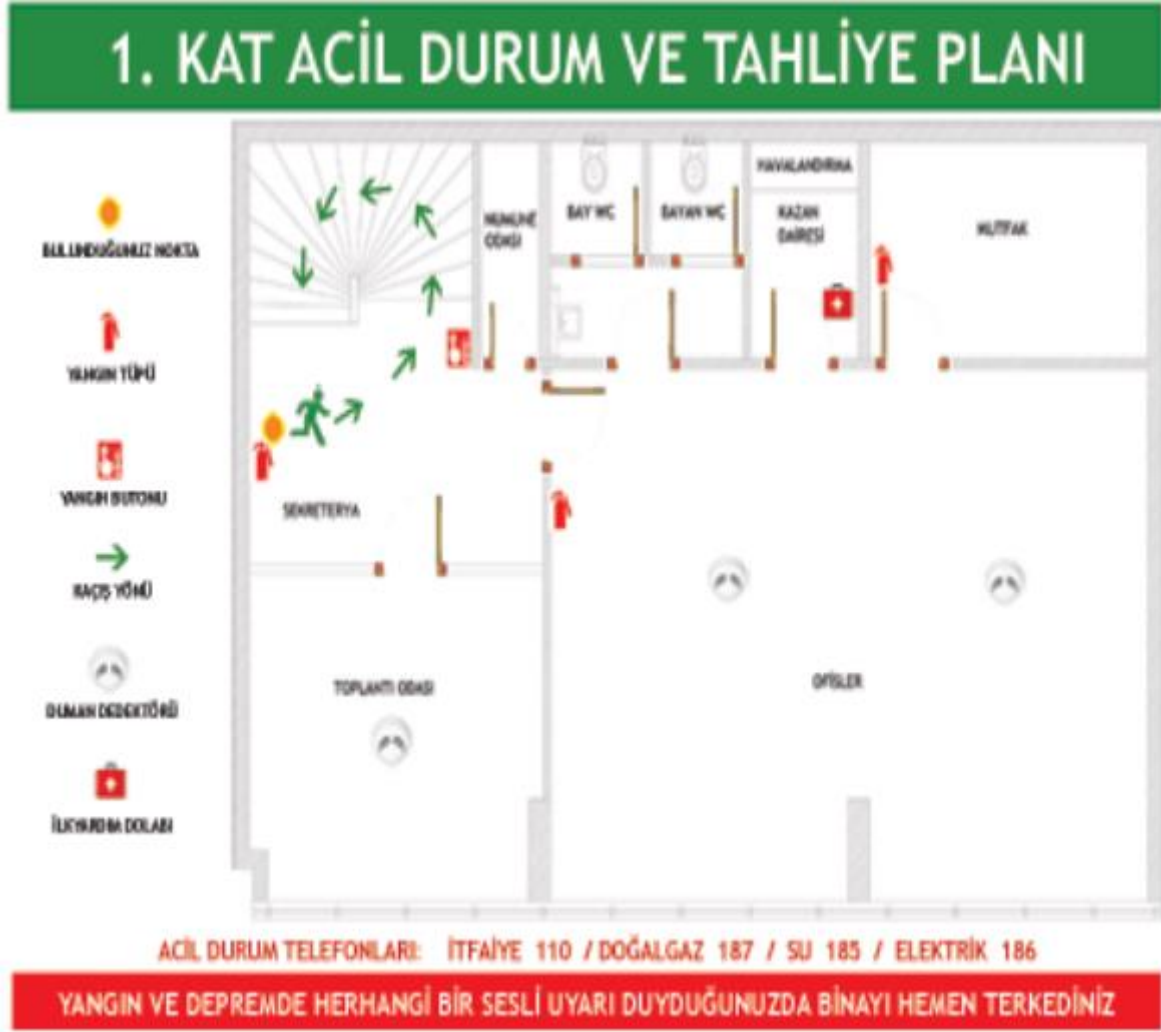 1. KAT ACİL DURUM VE TAHLİYE PLANI
BULUNDUĞUNUZ NOKTA
YANGIN TÜPÜ
YANGIN BUTONU
KAÇIŞ YÖNÜ
DUMAN DEDEKTÖRÜ
İLKYARDIM DOLABI
NUMUNE
ODASI
BAY WC
BAYAN WC
HAVALANDIRMA
KAZAN
DAİRESİ
MUTFAK
SEKRETERYA
TOPLANTI ODASI
OFİSLER
ACİL DURUM TELEFONLARI: İTFAİYE 110 / DOĞALGAZ 187 / SU 185 / ELEKTRİK 186
YANGIN VE DEPREMDE HERHANGİ BİR SESLİ UYARI DUYDUĞUNUZDA BİNAYI HEMEN TERKEDİNİZ